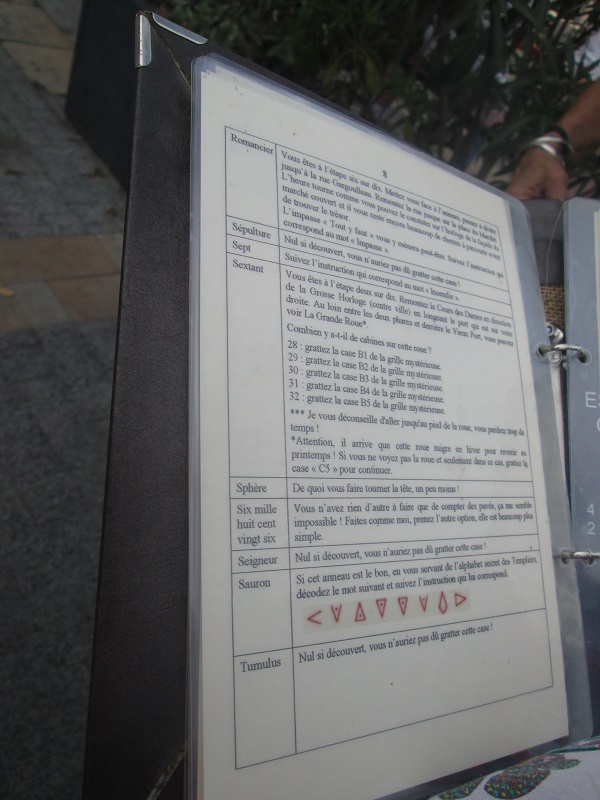 8
Romancier
Vous êtes à l'étape six sur dix. Mettez vous face à l'anneau, prenez à droite
jusqu'à la rue Gargoulleau. Remontez la rue jusque sur la place du Marché.
L'heure tourne comme vous pouvez le constater sur l'horloge de la façade du
marché couvert et il vous reste encore beaucoup de chemin à parcourir avant
de trouver le trésor.
L'impasse « Tout y faut » vous y mènera peut-être. Suivez l'instruction qui
correspond au mot « Impasse ».
Sépulture
Nul si découvert, vous n'auriez pas dû gratter cette case !
Sept
Suivez l'instruction qui correspond au mot « Incendie ».
Sextant
Vous êtes à l'étape deux sur dix. Remontez le Cours des Dames en direction
de la Grosse Horloge (centre ville) en longeant le port qui est sur votre
droite. Au loin entre les deux phares et derrière le Vieux Port, vous pouvez
voir La Grande Roue*.
Combien y a-t-il de cabines sur cette roue ?
28 : grattez la case B1 de la grille mystérieuse.
29 : grattez la case B2 de la grille mystérieuse.
30 : grattez la case B3 de la grille mystérieuse.
31 : grattez la case B4 de la grille mystérieuse.
32 : grattez la case B5 de la grille mystérieuse.
*** Je vous déconseille d'aller jusqu'au pied de la roue, vous perdrez trop de
temps !
*Attention, il arrive que cette roue migre en hiver pour revenir au
printemps ! Si vous ne voyez pas la roue et seulement dans ce cas, grattez la
case « C5 » pour continuer.
Sphère
De quoi vous faire tourner la tête, un peu moins !
Six mille
huit cent
vingt six
Vous n'avez rien d'autre à faire que de compter des pavés, ça me semble
impossible ! Faites comme moi, prenez l'autre option, elle est beaucoup plus
simple.
Seigneur
Nul si découvert, vous n'auriez pas dû gratter cette case !
Sauron
Si cet anneau est le bon, en vous servant de l'alphabet secret des Templiers,
décodez le mot suivant et suivez l'instruction qui lui correspond.
Tumulus
Nul si découvert, vous n'auriez pas dû gratter cette case !
4
2